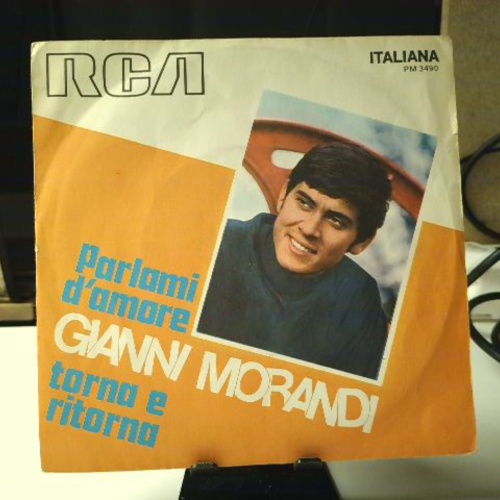 RCA
ITALIANA
PM 3490
Parlami
d'amore
GIANNI MORANDI
torna e
ritorna